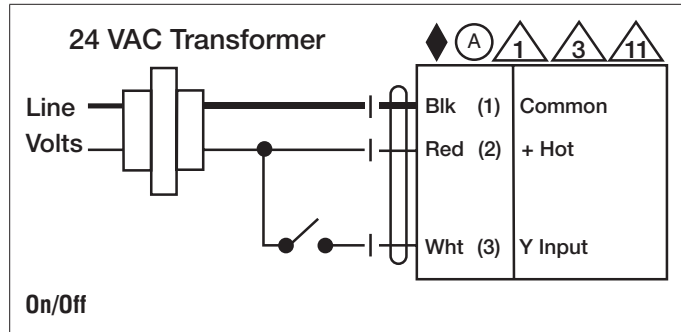 24 VAC Transformer
A 1 3 11
Line
Volts
Blk (1) Common
Red (2) + Hot
Wht (3) Y Input
On/Off